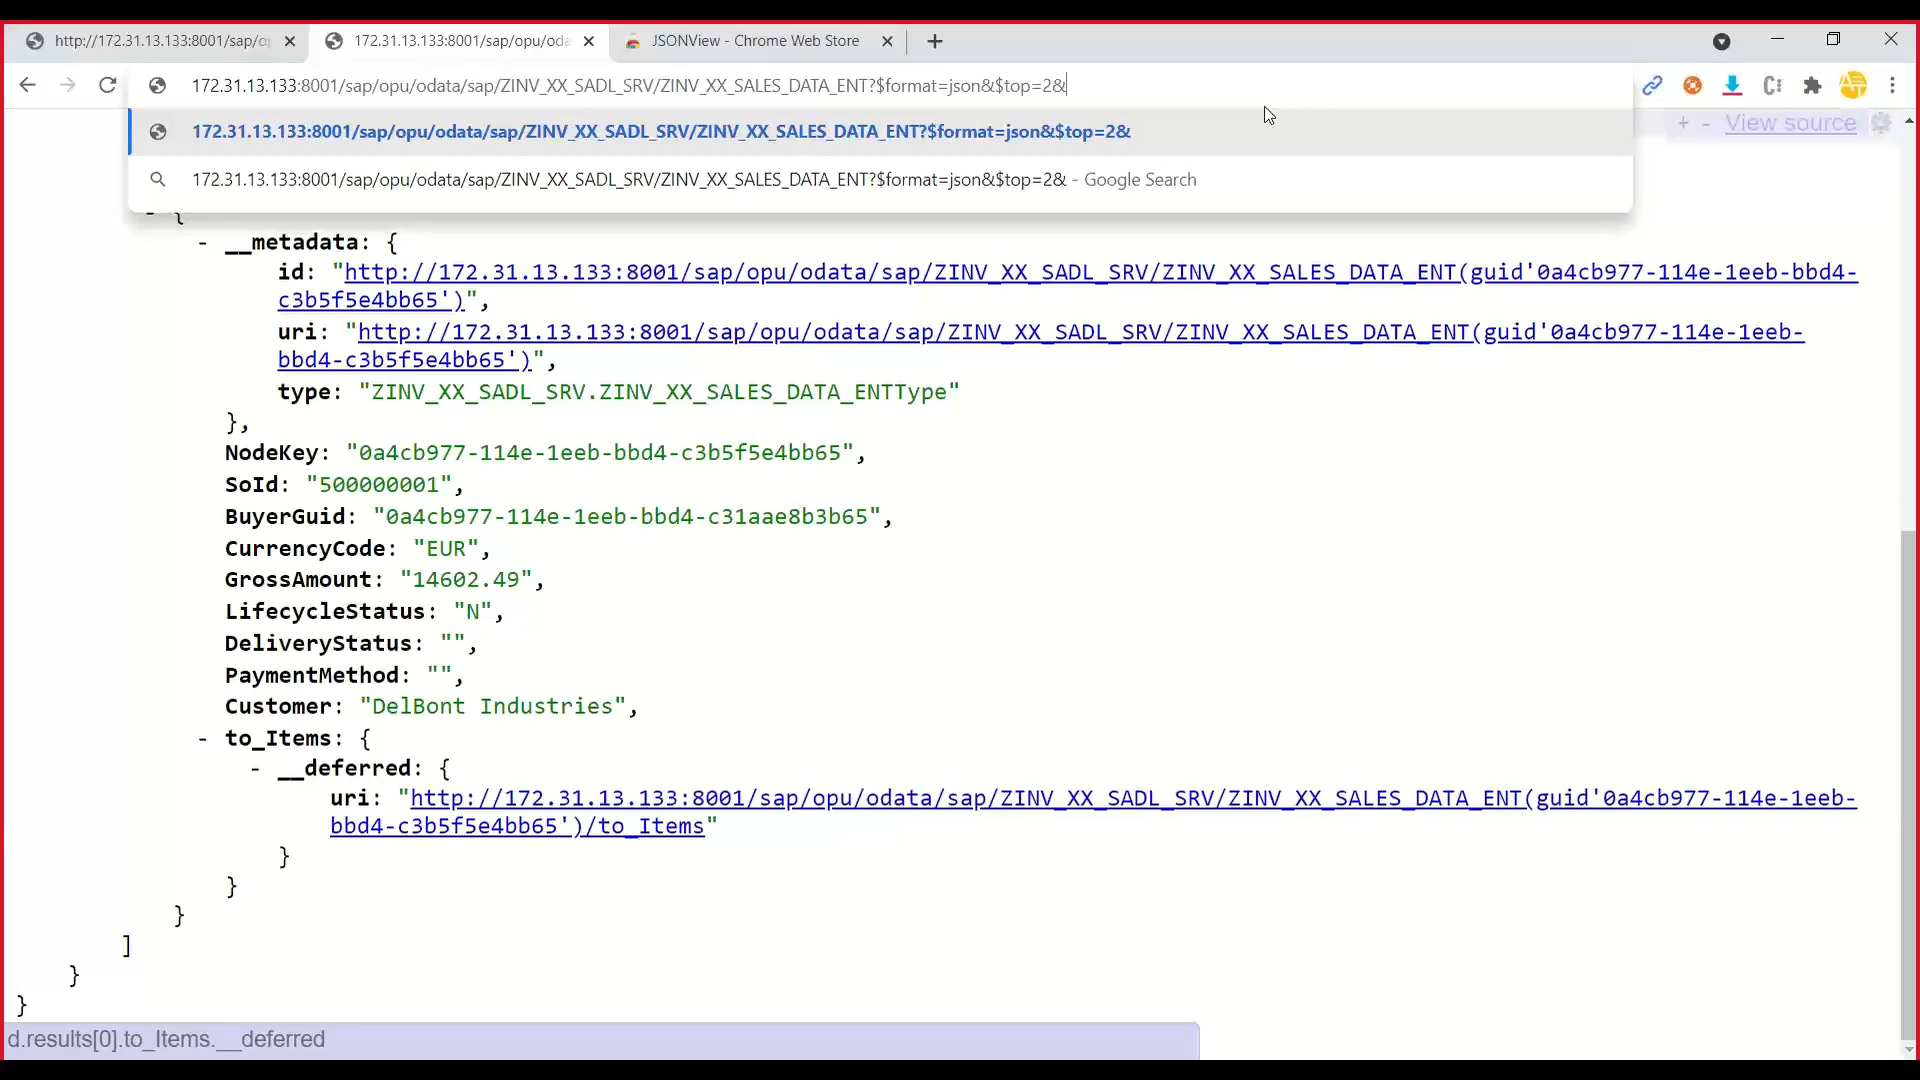 http://172.31.13.133:8001/sap/op
172.31.13.133:8001/sap/opu/oda
JSONView - Chrome Web Store
172.31.13.133:8001/sap/opu/odata/sap/ZINV_XX_SADL_SRV/ZINV_XX_SALES_DATA_ENT?$format=json&$top=2&
172.31.13.133:8001/sap/opu/odata/sap/ZINV_XX_SADL_SRV/ZINV_XX_SALES_DATA_ENT?$format=json&$top=2&
+ - View source
172.31.13.133:8001/sap/opu/odata/sap/ZINV_XX_SADL_SRV/ZINV_XX_SALES_DATA_ENT?$format=json&$top=2& - Google Search
- {
- __metadata: {
id: "http://172.31.13.133:8001/sap/opu/odata/sap/ZINV_XX_SADL_SRV/ZINV_XX_SALES_DATA_ENT(guid'0a4cb977-114e-1eeb-bbd4-
c3b5f5e4bb65')",
uri: "http://172.31.13.133:8001/sap/opu/odata/sap/ZINV_XX_SADL_SRV/ZINV_XX_SALES_DATA_ENT(guid'0a4cb977-114e-1eeb-
bbd4-c3b5f5e4bb65')",
type: "ZINV_XX_SADL_SRV.ZINV_XX_SALES_DATA_ENTType"
},
NodeKey: "0a4cb977-114e-1eeb-bbd4-c3b5f5e4bb65",
SoId: "500000001",
BuyerGuid: "0a4cb977-114e-1eeb-bbd4-c31aae8b3b65",
CurrencyCode: "EUR",
GrossAmount: "14602.49",
LifecycleStatus: "N",
DeliveryStatus: "",
PaymentMethod: "",
Customer: "DelBont Industries",
- to_Items: {
- __deferred: {
uri: "http://172.31.13.133:8001/sap/opu/odata/sap/ZINV_XX_SADL_SRV/ZINV_XX_SALES_DATA_ENT(guid'0a4cb977-114e-1eeb-
bbd4-c3b5f5e4bb65')/to_Items"
}
}
}
]
}
}
d.results[0].to_Items.__deferred